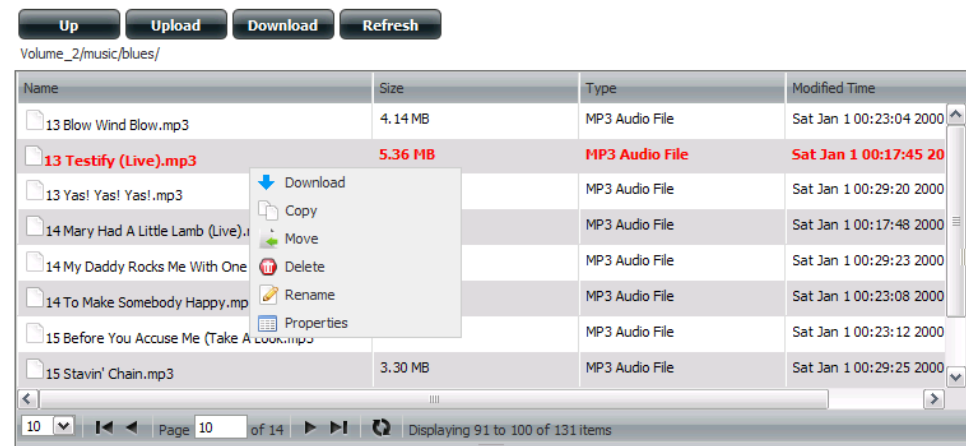 Up Upload Download Refresh
Volume_2/music/blues/
Name Size Type Modified Time
13 Blow Wind Blow.mp3 4.14 MB MP3 Audio File Sat Jan 1 00:23:04 2000
13 Testify (Live).mp3 5.36 MB MP3 Audio File Sat Jan 1 00:17:45 20
Download
13 Yas! Yas! Yas!.mp3 MP3 Audio File Sat Jan 1 00:29:20 2000
Copy
14 Mary Had A Little Lamb (Live). MP3 Audio File Sat Jan 1 00:17:48 2000
Move
14 My Daddy Rocks Me With One MP3 Audio File Sat Jan 1 00:29:23 2000
Delete
14 To Make Somebody Happy.mp MP3 Audio File Sat Jan 1 00:23:08 2000
Rename
Properties
15 Before You Accuse Me (Take A Look.mp3 MP3 Audio File Sat Jan 1 00:23:12 2000
15 Stavin' Chain.mp3 3.30 MB MP3 Audio File Sat Jan 1 00:29:25 2000
10 Page 10 of 14 Displaying 91 to 100 of 131 items